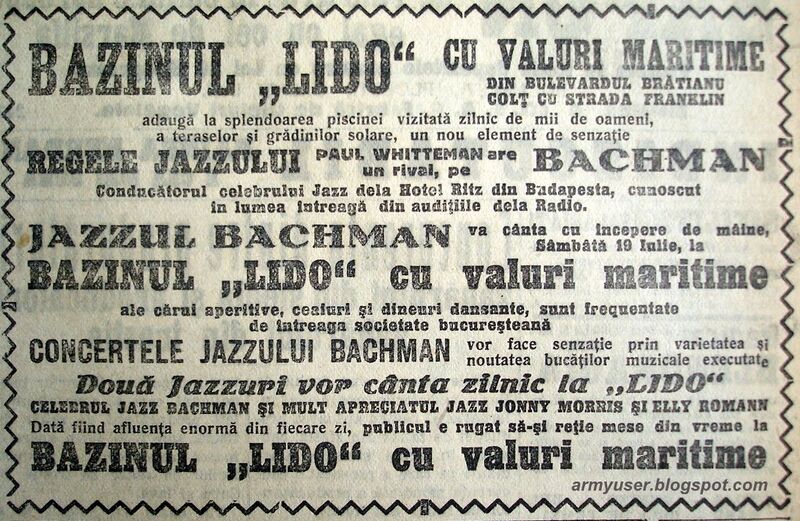 BAZINUL „LIDO“ CU VALURI MARITIME
DIN BULEVARDUL BRĂTIANU
COLȚ CU STRADA FRANKLIN
adaugă la splendoarea piscinei vizitată zilnic de mii de oameni,
a teraselor și grădinilor solare, un nou element de senzație
REGELE JAZZULUI PAUL WHITTEMAN are un rival, pe BACHMAN
Conducătorul celebrului Jazz dela Hotel Ritz din Budapesta, cunoscut
în lumea întreagă din audițiile dela Radio.
JAZZUL BACHMAN va cânta cu începere de mâine,
Sâmbătă 19 Iulie, la
BAZINUL „LIDO“ cu valuri maritime
ale cărui aperitive, ceaiuri și dineuri dansante, sunt frequentate
de întreaga societate bucureșteană
CONCERTELE JAZZULUI BACHMAN vor face senzație prin varietatea și
noutatea bucăților muzicale executate
Două Jazzuri vor cânta zilnic la „LIDO“
CELEBRUL JAZZ BACHMAN ȘI MULT APRECIATUL JAZZ JONNY MORRIS ȘI ELLY ROMANN
Dată fiind afluența enormă din fiecare zi, publicul e rugat să-și reție mese din vreme la
BAZINUL „LIDO“ cu valuri maritime
armyuser.blogspot.com